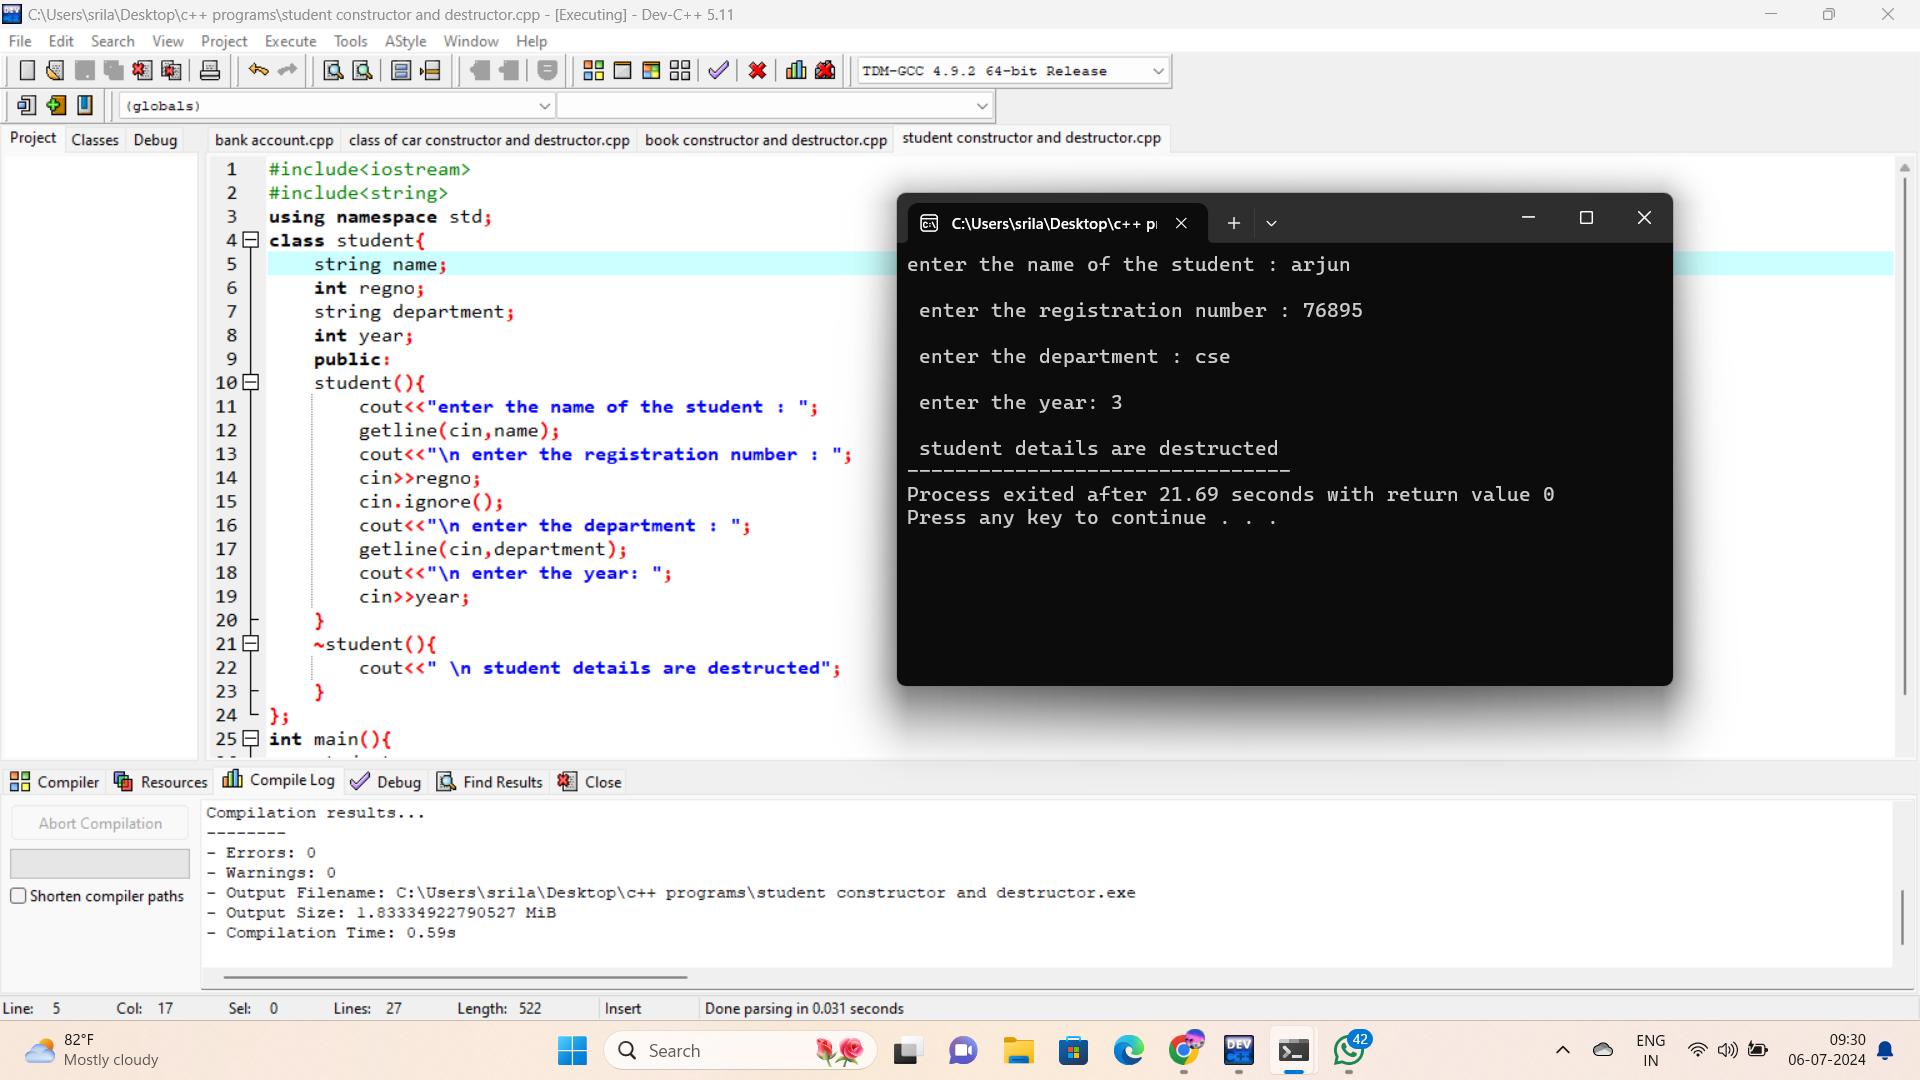 C:\Users\srila\Desktop\c++ programs\student constructor and destructor.cpp - [Executing] - Dev-C++ 5.11
File Edit Search View Project Execute Tools AStyle Window Help
TDM-GCC 4.9.2 64-bit Release
(globals)
Project Classes Debug
bank account.cpp class of car constructor and destructor.cpp book constructor and destructor.cpp student constructor and destructor.cpp
1 #include<iostream>
2 #include<string>
3 using namespace std;
4 class student{
5 string name;
6 int regno;
7 string department;
8 int year;
9 public:
10 student(){
11 cout<<"enter the name of the student : ";
12 getline(cin,name);
13 cout<<"\n enter the registration number : ";
14 cin>>regno;
15 cin.ignore();
16 cout<<"\n enter the department : ";
17 getline(cin,department);
18 cout<<"\n enter the year: ";
19 cin>>year;
20 }
21 ~student(){
22 cout<<" \n student details are destructed";
23 }
24 };
25 int main(){
C:\Users\srila\Desktop\c++ pr
enter the name of the student : arjun
enter the registration number : 76895
enter the department : cse
enter the year: 3
student details are destructed
--------------------------------
Process exited after 21.69 seconds with return value 0
Press any key to continue . . .
Compiler Resources Compile Log Debug Find Results Close
Abort Compilation
Shorten compiler paths
Compilation results...
--------
- Errors: 0
- Warnings: 0
- Output Filename: C:\Users\srila\Desktop\c++ programs\student constructor and destructor.exe
- Output Size: 1.83334922790527 MiB
- Compilation Time: 0.59s
Line: 5 Col: 17 Sel: 0 Lines: 27 Length: 522 Insert Done parsing in 0.031 seconds
82°F
Mostly cloudy
Search
DEV
42
ENG
IN
09:30
06-07-2024